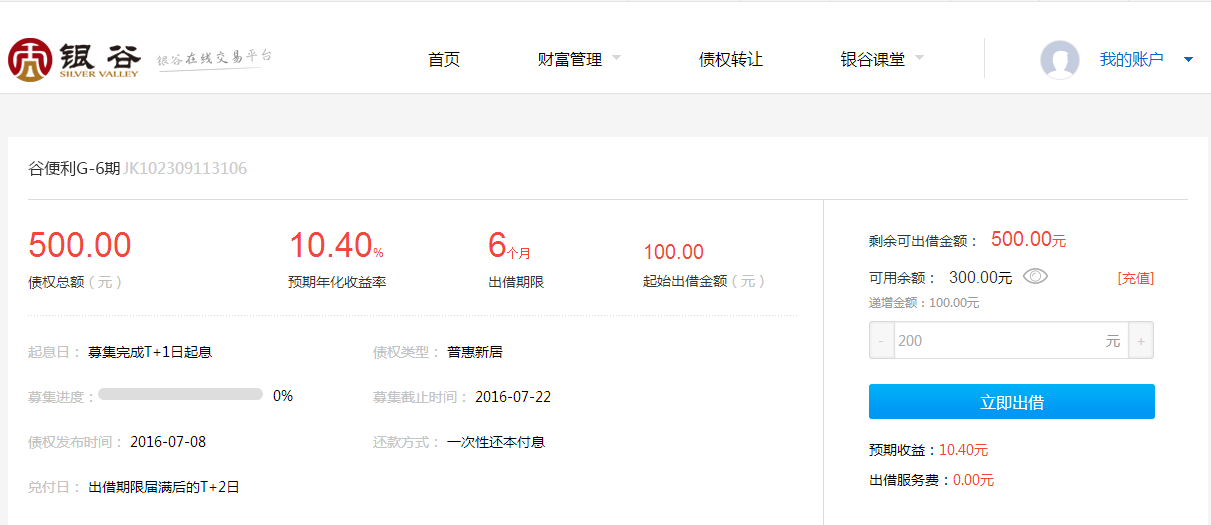 银谷 SILVER VALLEY 银谷在线交易平台 首页 财富管理 债权转让 银谷课堂 我的账户
谷便利G-6期 JK102309113106
500.00 10.40% 6个月 100.00
债权总额（元） 预期年化收益率 出借期限 起始出借金额（元）
起息日： 募集完成T+1日起息 债权类型： 普惠新居
募集进度： 0% 募集截止时间： 2016-07-22
债权发布时间： 2016-07-08 还款方式： 一次性还本付息
兑付日： 出借期限届满后的T+2日
剩余可出借金额： 500.00元
可用余额： 300.00元 [充值]
递增金额：100.00元
- 200 元 +
立即出借
预期收益：10.40元
出借服务费：0.00元